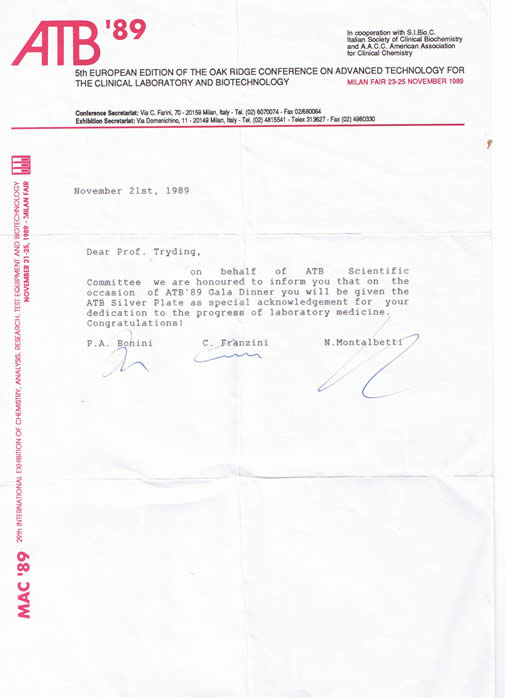 ATB '89
In cooperation with S.I.Bio.C.
Italian Society of Clinical Biochemistry
and A.A.C.C. American Association
for Clinical Chemistry
5th EUROPEAN EDITION OF THE OAK RIDGE CONFERENCE ON ADVANCED TECHNOLOGY FOR
THE CLINICAL LABORATORY AND BIOTECHNOLOGY
MILAN FAIR 23-25 NOVEMBER 1989
Conference Secretariat: Via C. Farini, 70 - 20159 Milan, Italy - Tel. (02) 6070074 - Fax 02/680064
Exhibition Secretariat: Via Domenichino, 11 - 20149 Milan, Italy - Tel. (02) 4815541 - Telex 313627 - Fax (02) 4980330
November 21st, 1989
Dear Prof. Tryding,
on behalf of ATB Scientific
Committee we are honoured to inform you that on the
occasion of ATB`89 Gala Dinner you will be given the
ATB Silver Plate as special acknowledgement for your
dedication to the progress of laboratory medicine.
Congratulations!
P.A. Bonini C. Franzini N.Montalbetti
MAC '89 29th INTERNATIONAL EXHIBITION OF CHEMISTRY, ANALYSIS, RESEARCH, TEST EQUIPMENT AND BIOTECHNOLOGY
NOVEMBER 21-25, 1989 - MILAN FAIR